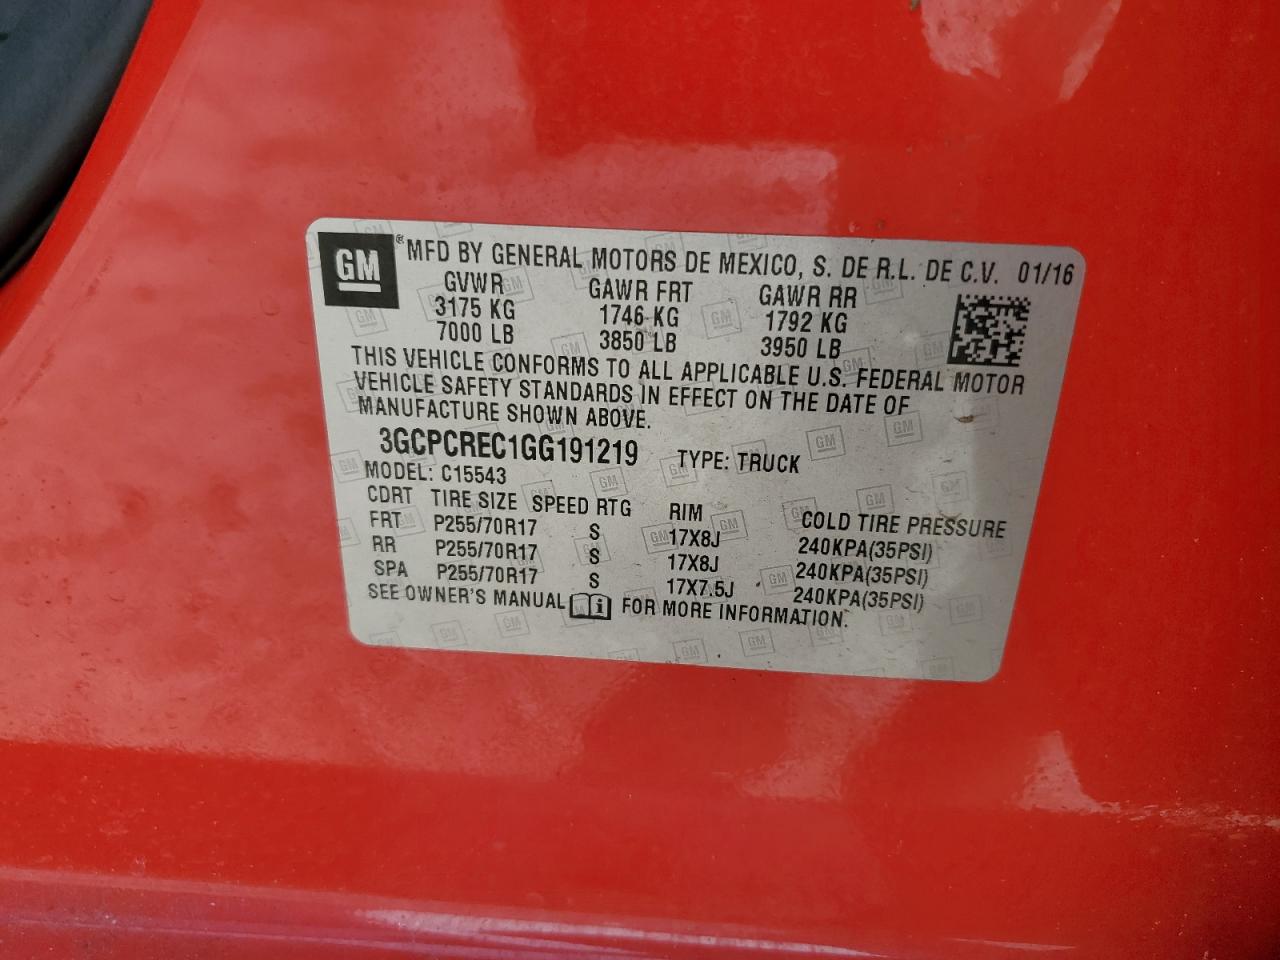 GM ® MFD BY GENERAL MOTORS DE MEXICO, S. DE R.L. DE C.V. 01/16
GVWR GAWR FRT GAWR RR
3175 KG 1746 KG 1792 KG
7000 LB 3850 LB 3950 LB
THIS VEHICLE CONFORMS TO ALL APPLICABLE U.S. FEDERAL MOTOR
VEHICLE SAFETY STANDARDS IN EFFECT ON THE DATE OF
MANUFACTURE SHOWN ABOVE.
3GCPCREC1GG191219 TYPE: TRUCK
MODEL: C15543
CDRT TIRE SIZE SPEED RTG RIM COLD TIRE PRESSURE
FRT P255/70R17 S 17X8J 240KPA(35PSI)
RR P255/70R17 S 17X8J 240KPA(35PSI)
SPA P255/70R17 S 17X7.5J 240KPA(35PSI)
SEE OWNER'S MANUAL FOR MORE INFORMATION.